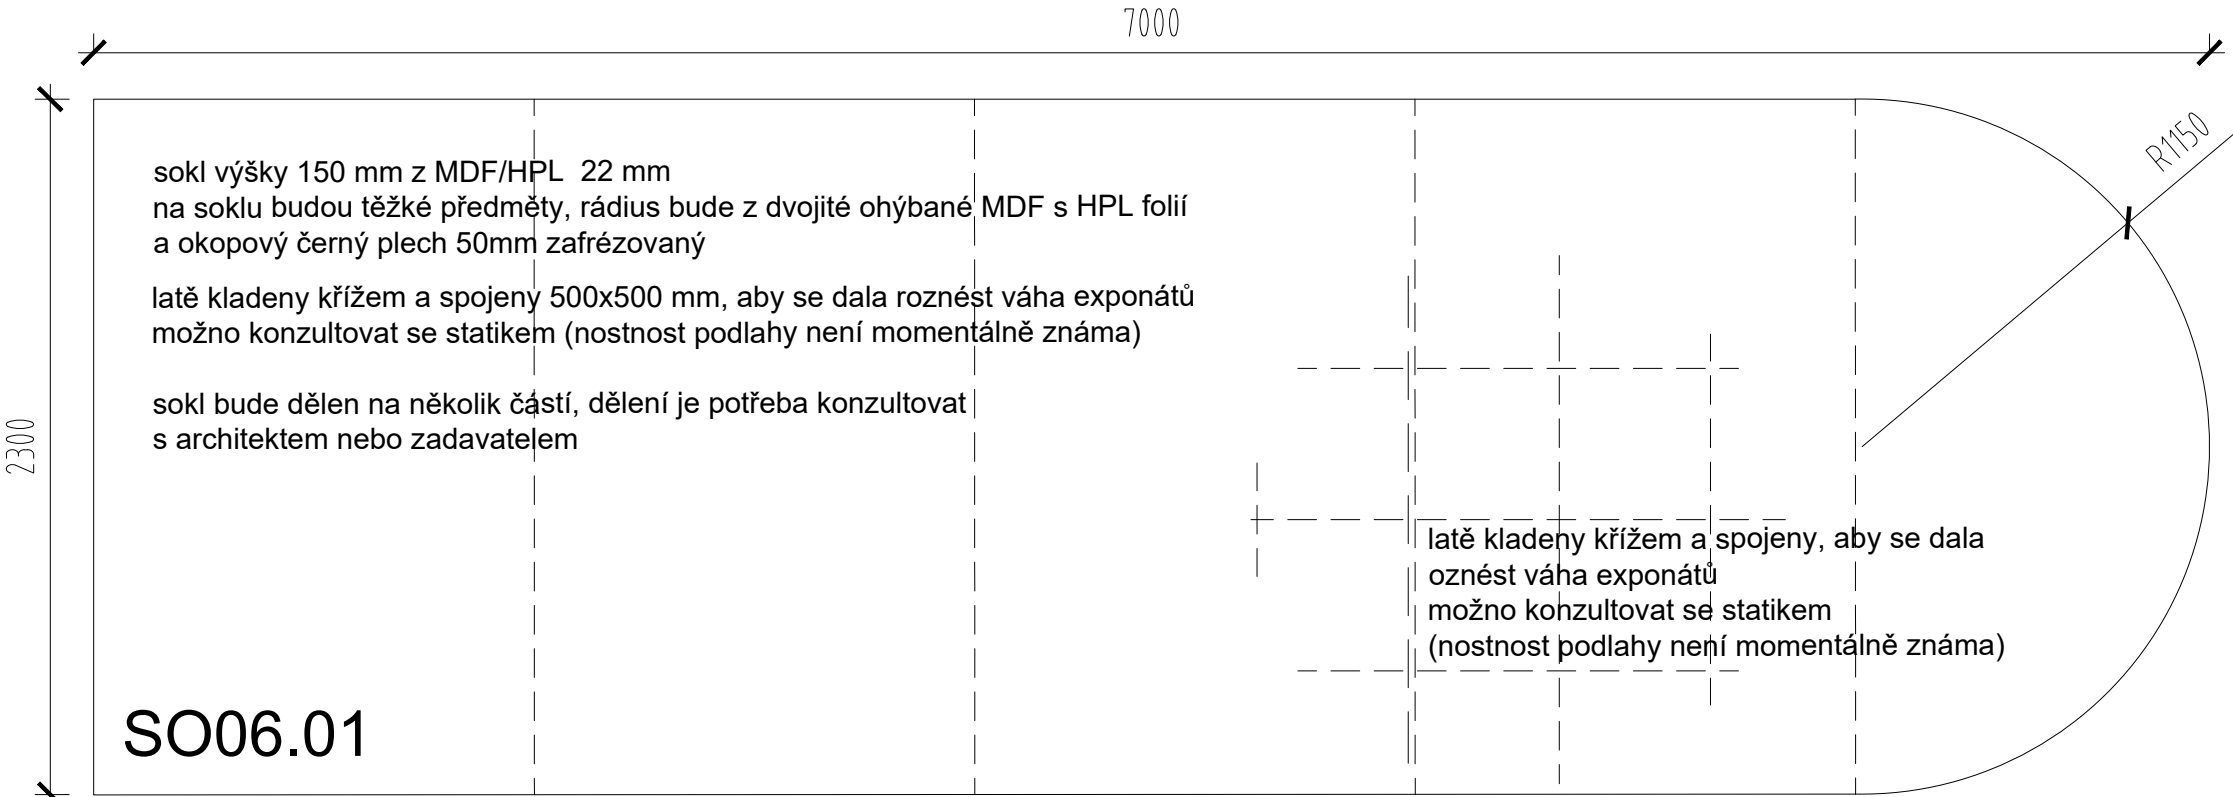 7000
R1150
sokl výšky 150 mm z MDF/HPL  22 mm
na soklu budou těžké předměty, rádius bude z dvojité ohýbané MDF s HPL folií
a okopový černý plech 50mm zafrézovaný
latě kladeny křížem a spojeny 500x500 mm, aby se dala roznést váha exponátů
možno konzultovat se statikem (nostnost podlahy není momentálně známa)
sokl bude dělen na několik částí, dělení je potřeba konzultovat
s architektem nebo zadavatelem
2300
latě kladeny křížem a spojeny, aby se dala
oznést váha exponátů
možno konzultovat se statikem
(nostnost podlahy není momentálně známa)
SO06.01